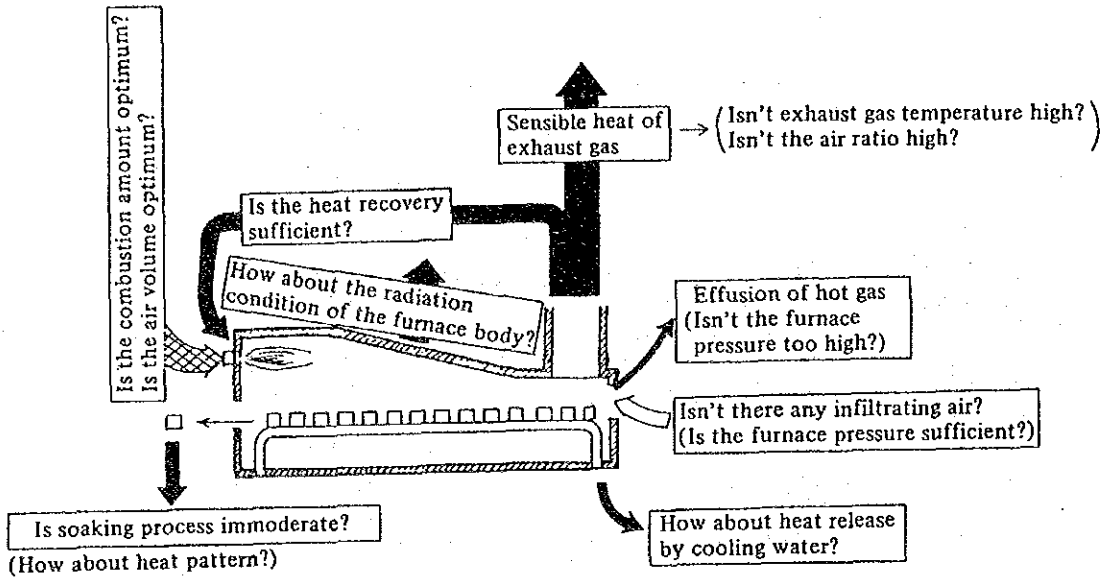 Is the combustion amount optimum?
Is the air volume optimum?
Sensible heat of
exhaust gas
(Isn't exhaust gas temperature high?
Isn't the air ratio high?)
Is the heat recovery
sufficient?
How about the radiation
condition of the furnace body?
Effusion of hot gas
(Isn't the furnace
pressure too high?)
Isn't there any infiltrating air?
(Is the furnace pressure sufficient?)
How about heat release
by cooling water?
Is soaking process immoderate?
(How about heat pattern?)